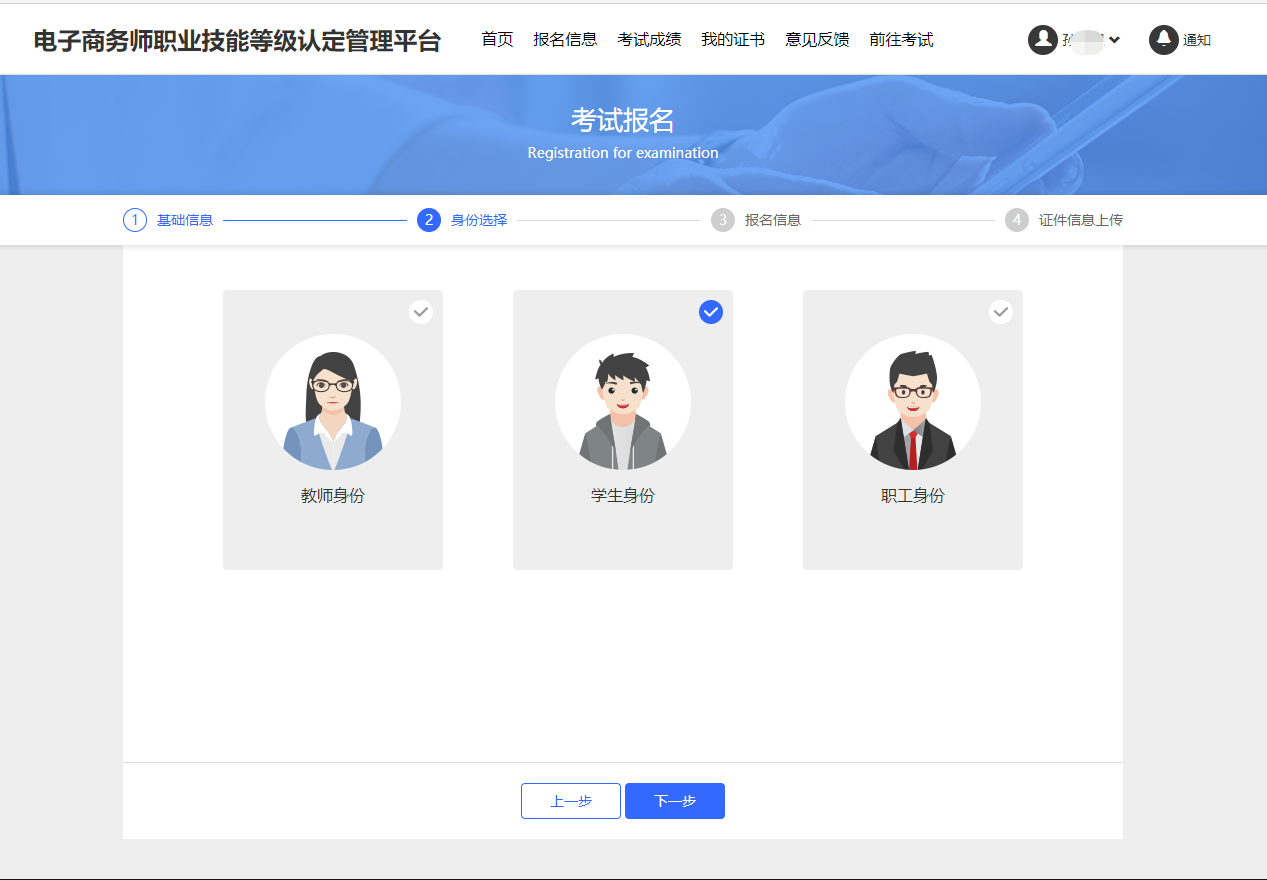 电子商务师职业技能等级认定管理平台
首页 报名信息 考试成绩 我的证书 意见反馈 前往考试
通知
考试报名
Registration for examination
1 基础信息
2 身份选择
3 报名信息
4 证件信息上传
教师身份
学生身份
职工身份
上一步 下一步